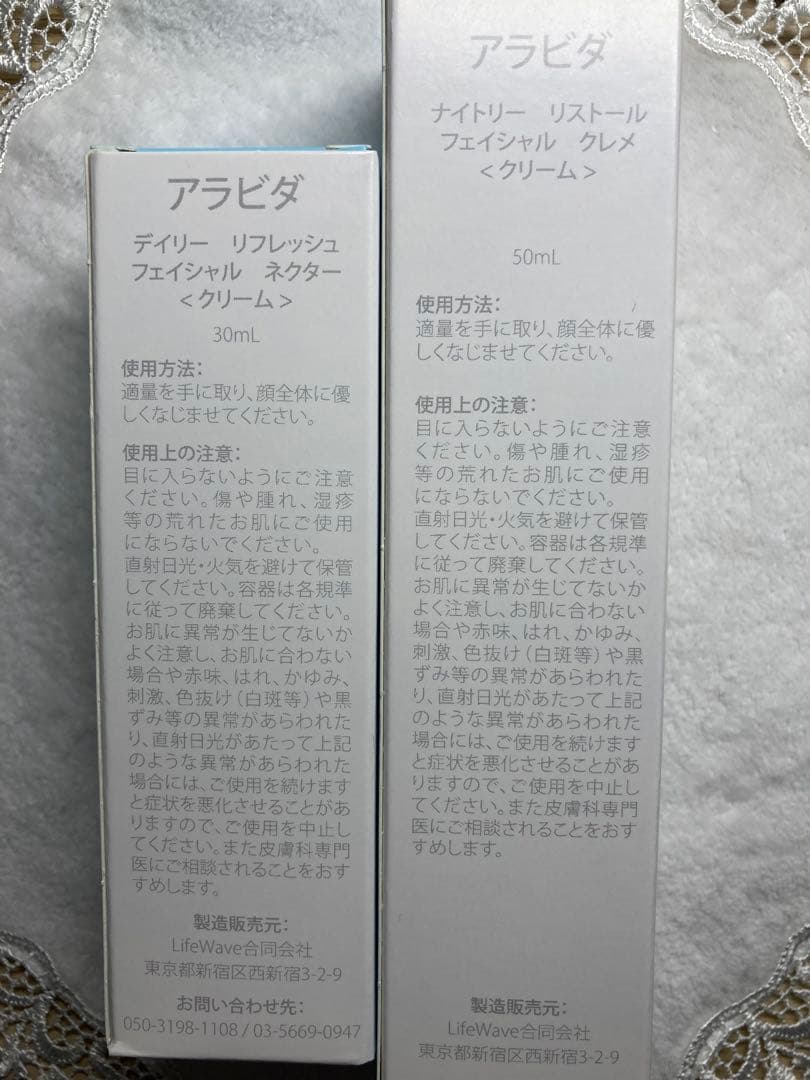 アラビダ
デイリー　リフレッシュ
フェイシャル　ネクター
＜クリーム＞
30mL
使用方法：
適量を手に取り、顔全体に優
しくなじませてください。
使用上の注意：
目に入らないようにご注意
ください。傷や腫れ、湿疹
等の荒れたお肌にご使用
にならないでください。
直射日光・火気を避けて保管
してください。容器は各規準
に従って廃棄してください。
お肌に異常が生じてないか
よく注意し、お肌に合わない
場合や赤味、はれ、かゆみ、
刺激、色抜け（白斑等）や黒
ずみ等の異常があらわれた
り、直射日光があたって上記
のような異常があらわれた
場合には、ご使用を続けます
と症状を悪化させることがあ
りますので、ご使用を中止し
てください。また皮膚科専門
医にご相談されることをおす
すめします。
製造販売元：
LifeWave合同会社
東京都新宿区西新宿3-2-9
お問い合わせ先：
050-3198-1108 / 03-5669-0947
アラビダ
ナイトリー　リストール
フェイシャル　クレメ
＜クリーム＞
50mL
使用方法：
適量を手に取り、顔全体に優
しくなじませてください。
使用上の注意：
目に入らないようにご注意
ください。傷や腫れ、湿疹
等の荒れたお肌にご使用
にならないでください。
直射日光・火気を避けて保管
してください。容器は各規準
に従って廃棄してください。
お肌に異常が生じてないか
よく注意し、お肌に合わない
場合や赤味、はれ、かゆみ、
刺激、色抜け（白斑等）や黒
ずみ等の異常があらわれた
り、直射日光があたって上記
のような異常があらわれた
場合には、ご使用を続けます
と症状を悪化させることがあ
りますので、ご使用を中止し
てください。また皮膚科専門
医にご相談されることをおす
すめします。
製造販売元：
LifeWave合同会社
東京都新宿区西新宿3-2-9